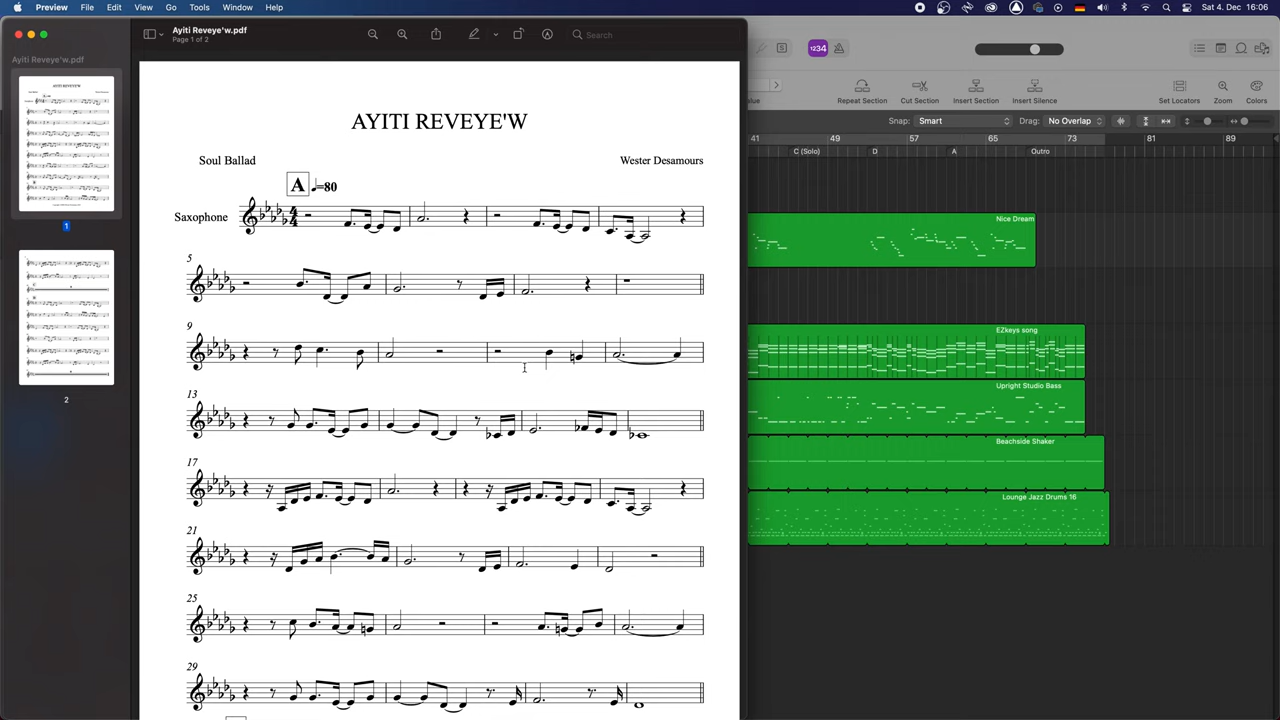 Preview File Edit View Go Tools Window Help
Sat 4. Dec 16:06
Ayiti Reveye'w.pdf
Page 1 of 2
Search
Ayiti Reveye'w.pdf
1
2
AYITI REVEYE'W
Soul Ballad
Wester Desamours
A =80
Saxophone
4
4
5
9
13
17
21
25
29
1234
Repeat Section Cut Section Insert Section Insert Silence
Set Locators Zoom Colors
Snap: Smart
Drag: No Overlap
41 49 57 65 73 81 89
C (Solo) D A Outro
Nice Dream
EZkeys song
Upright Studio Bass
Beachside Shaker
Lounge Jazz Drums 16